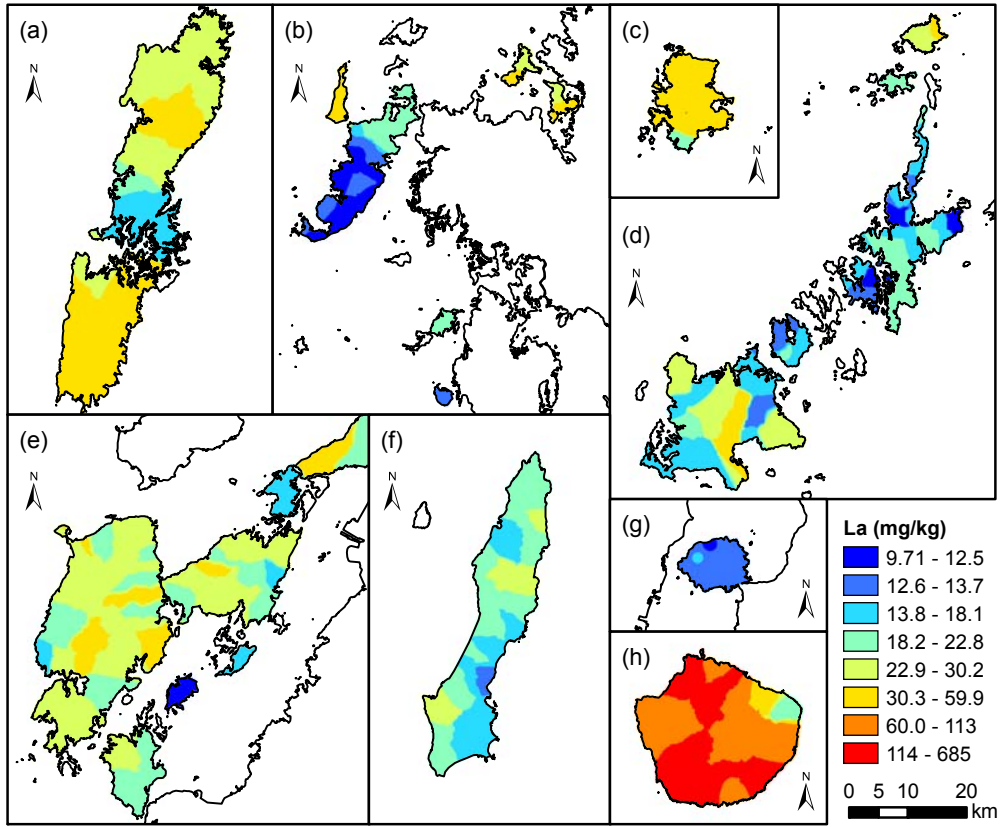 (a)
N
(b)
N
(c)
N
(d)
N
(e)
N
(f)
N
(g)
N
(h)
N
La (mg/kg)
9.71 - 12.5
12.6 - 13.7
13.8 - 18.1
18.2 - 22.8
22.9 - 30.2
30.3 - 59.9
60.0 - 113
114 - 685
0 5 10 20
km